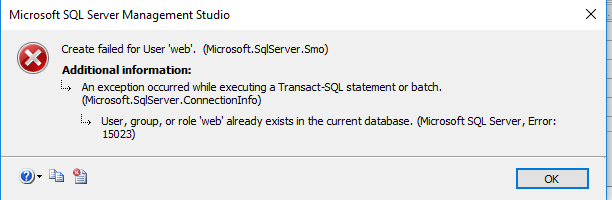 Microsoft SQL Server Management Studio
Create failed for User 'web'.  (Microsoft.SqlServer.Smo)
Additional information:
An exception occurred while executing a Transact-SQL statement or batch.
(Microsoft.SqlServer.ConnectionInfo)
User, group, or role 'web' already exists in the current database. (Microsoft SQL Server, Error:
15023)
OK